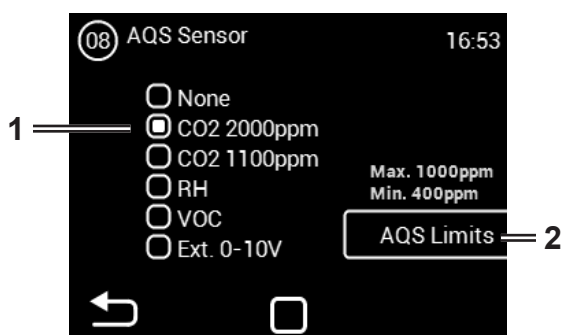 08 AQS Sensor 16:53
None
1 CO2 2000ppm
CO2 1100ppm
RH
VOC
Ext. 0-10V
Max. 1000ppm
Min. 400ppm
AQS Limits 2